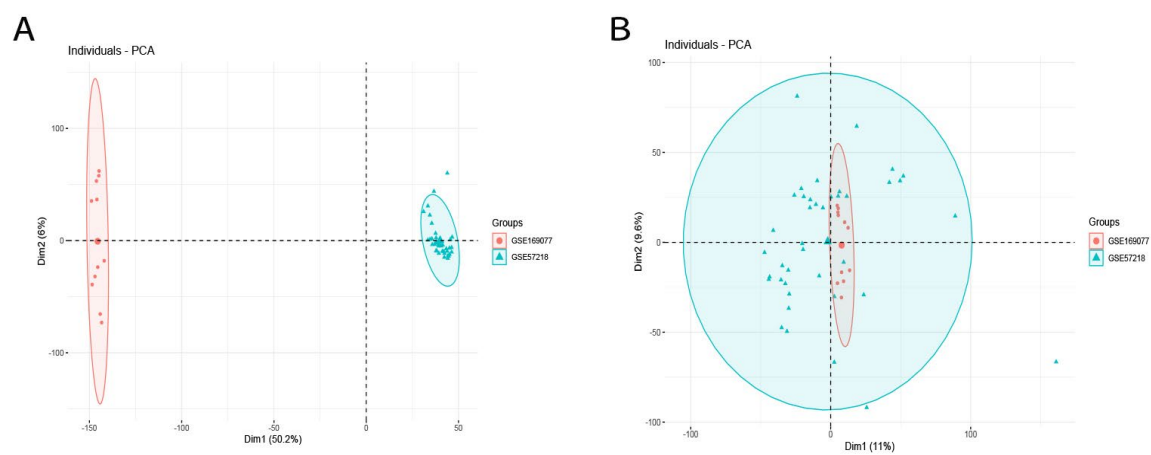 A
Individuals - PCA
100
0
-100
Dim2 (6%)
-150
-100
-50
0
50
Dim1 (50.2%)
Groups
GSE169077
GSE57218
B
Individuals - PCA
100
50
0
-50
-100
Dim2 (9.6%)
-100
0
100
Dim1 (11%)
Groups
GSE169077
GSE57218